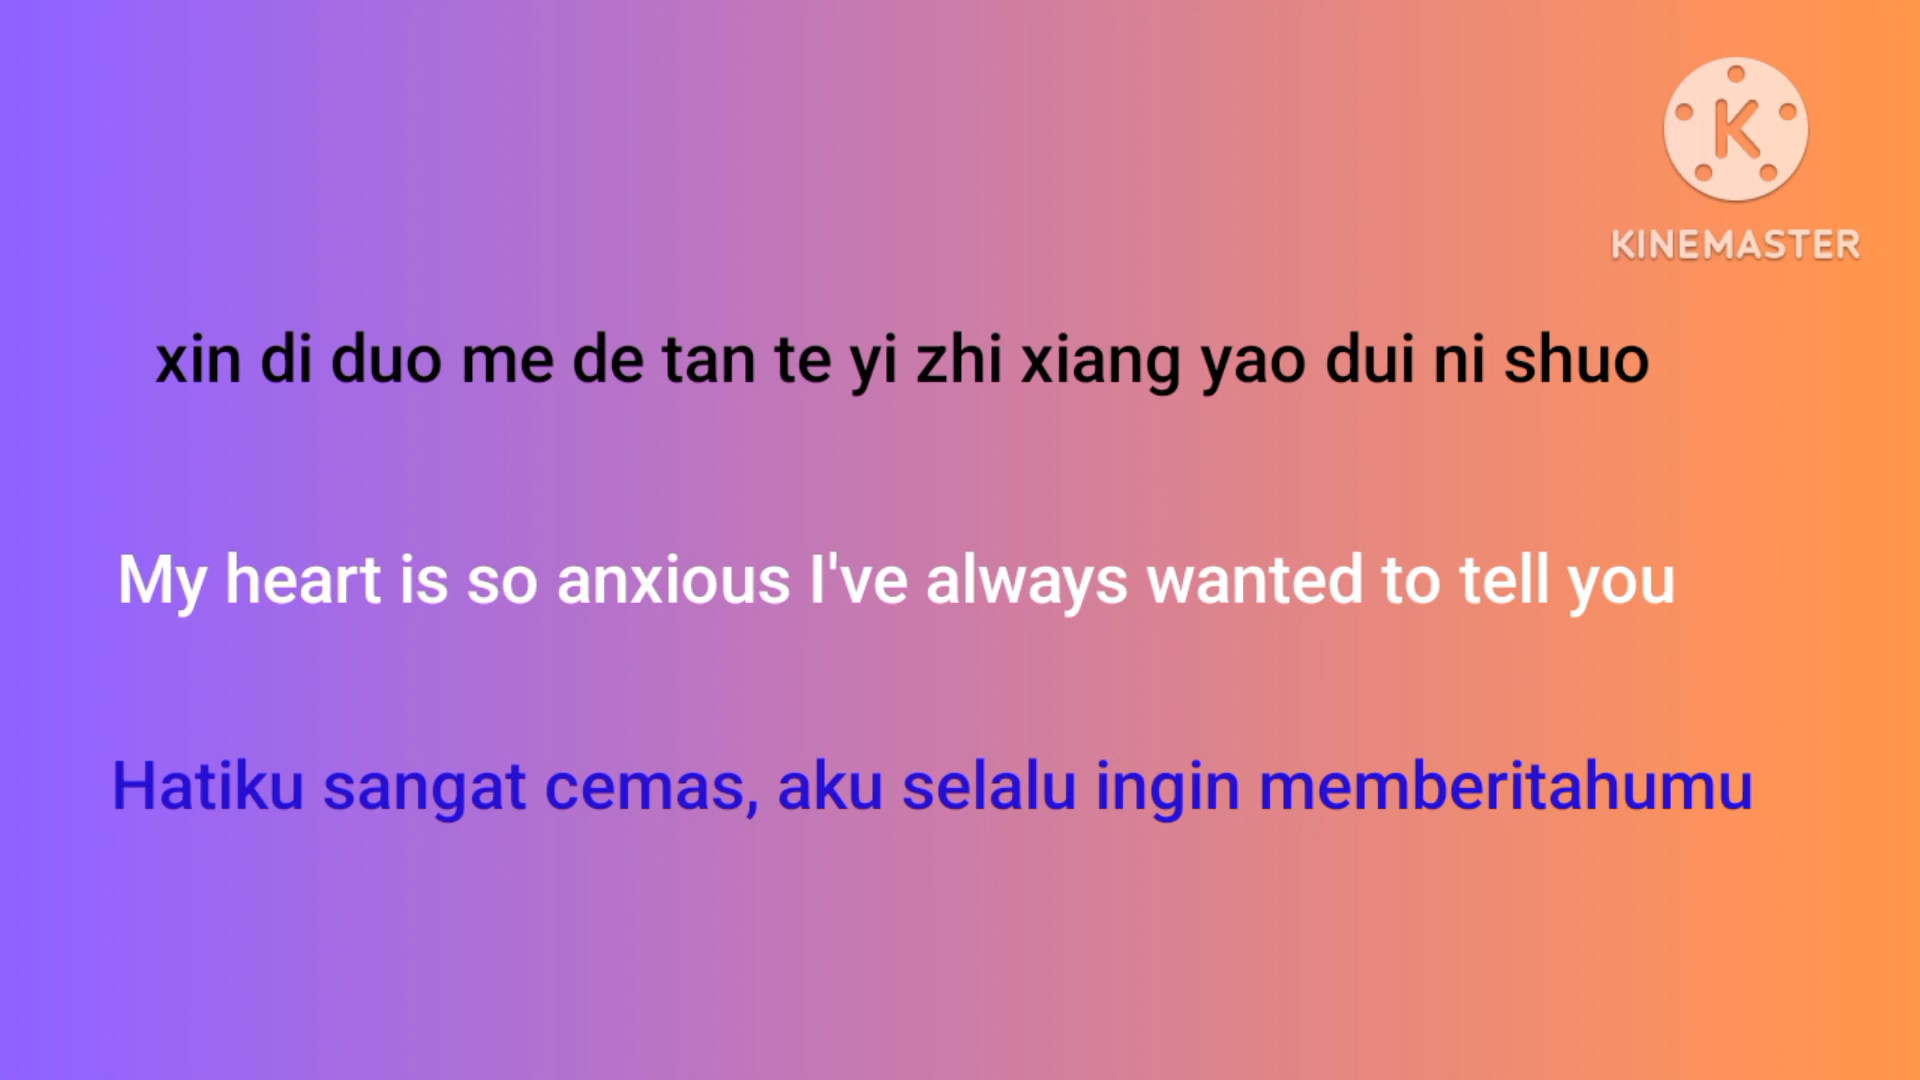 K
KINEMASTER
xin di duo me de tan te yi zhi xiang yao dui ni shuo
My heart is so anxious I've always wanted to tell you
Hatiku sangat cemas, aku selalu ingin memberitahumu